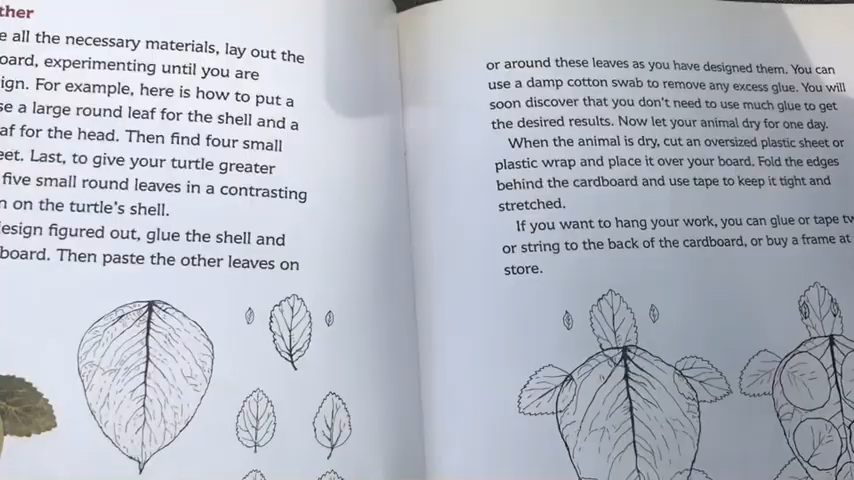 ther
e all the necessary materials, lay out the
oard, experimenting until you are
ign. For example, here is how to put a
se a large round leaf for the shell and a
af for the head. Then find four small
eet. Last, to give your turtle greater
five small round leaves in a contrasting
n on the turtle's shell.
esign figured out, glue the shell and
board. Then paste the other leaves on
or around these leaves as you have designed them. You can
use a damp cotton swab to remove any excess glue. You will
soon discover that you don't need to use much glue to get
the desired results. Now let your animal dry for one day.
When the animal is dry, cut an oversized plastic sheet or
plastic wrap and place it over your board. Fold the edges
behind the cardboard and use tape to keep it tight and
stretched.
If you want to hang your work, you can glue or tape tw
or string to the back of the cardboard, or buy a frame at
store.